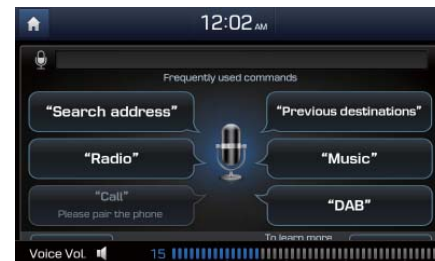 12:02 AM
Frequently used commands
“Search address”
“Previous destinations”
“Radio”
“Music”
“Call”
Please pair the phone
“DAB”
To learn more
Voice Vol.
15